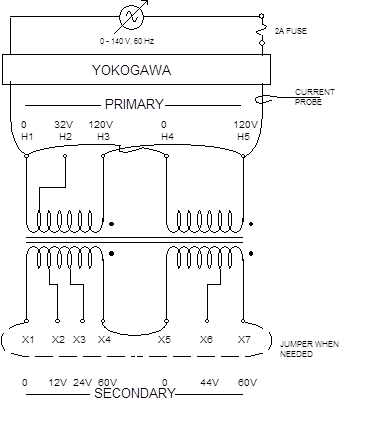 0 - 140 V, 60 Hz
2A FUSE
YOKOGAWA
CURRENT
PROBE
PRIMARY
0 32V 120V 0 120V
H1 H2 H3 H4 H5
X1 X2 X3 X4 X5 X6 X7
JUMPER WHEN
NEEDED
0 12V 24V 60V 0 44V 60V
SECONDARY